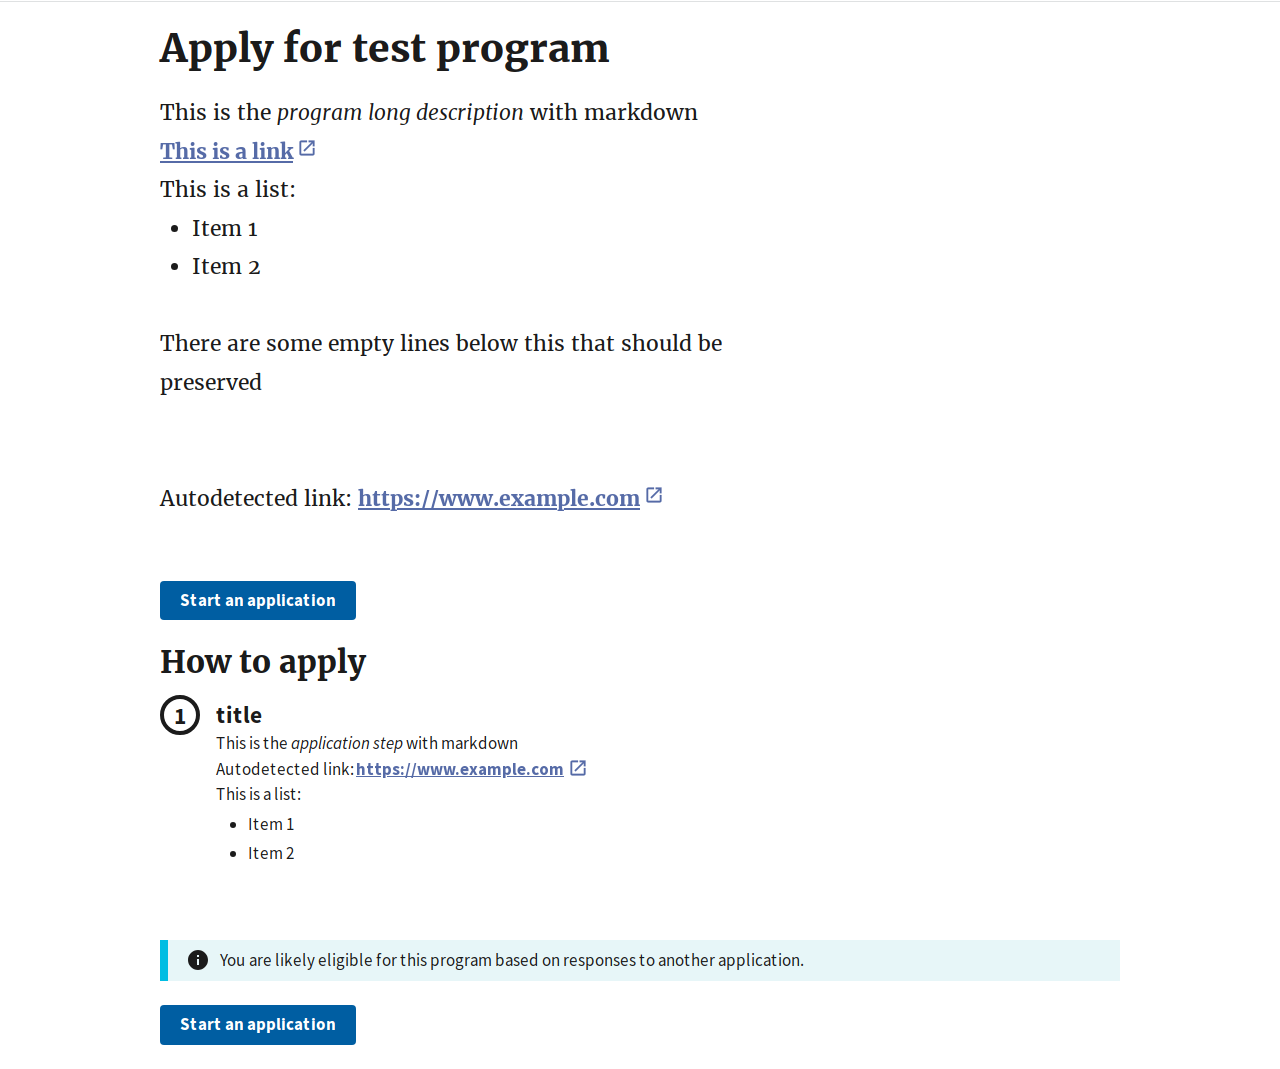 Apply for test program
This is the program long description with markdown
This is a link
This is a list:
Item 1
Item 2
There are some empty lines below this that should be
preserved
Autodetected link: https://www.example.com
Start an application
How to apply
1 title
This is the application step with markdown
Autodetected link: https://www.example.com
This is a list:
Item 1
Item 2
You are likely eligible for this program based on responses to another application.
Start an application